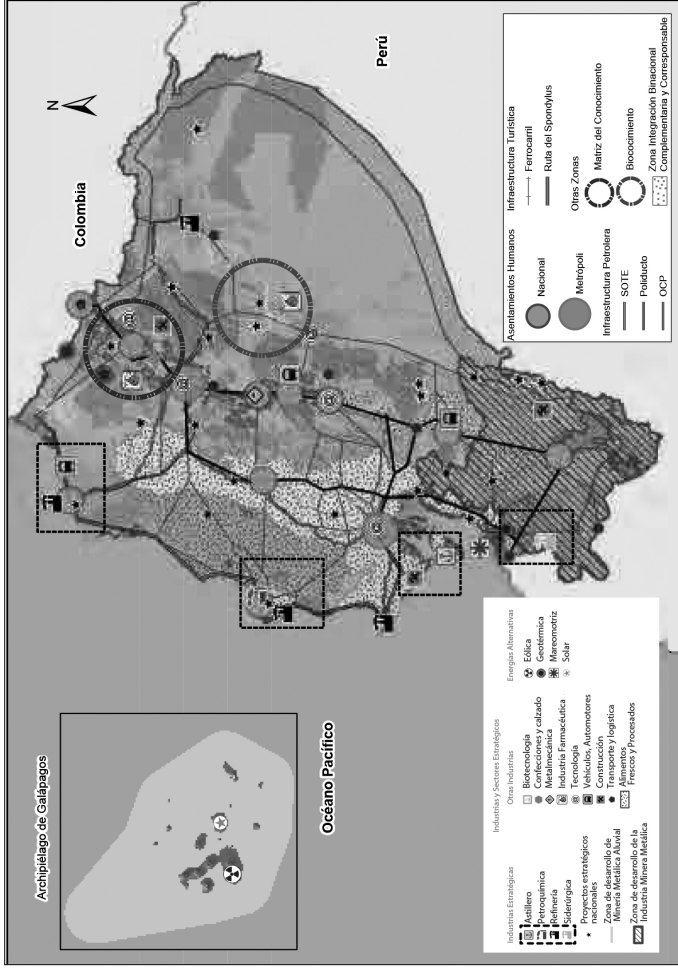 Archipiélago de Galápagos
Océano Pacífico
Colombia
Perú
N
Industrias y Sectores Estratégicos
Industrias Estratégicas
Astillero
Petroquímica
Refinería
Siderúrgica
Proyectos estratégicos
nacionales
Zona de desarrollo de
Minería Metálica Aluvial
Zona de desarrollo de la
Industria Minera Metálica
Otras Industrias
Biotecnología
Confecciones y calzado
Metalmecánica
Industria Farmacéutica
Tecnología
Vehículos, Automotores
Construcción
Transporte y logística
Alimentos
Frescos y Procesados
Energías Alternativas
Eólica
Geotérmica
Mareomotriz
Solar
Asentamientos Humanos
Nacional
Metrópoli
Infraestructura Petrolera
SOTE
Poliducto
OCP
Infraestructura Turística
Ferrocarril
Ruta del Spondylus
Otras Zonas
Matriz del Conocimiento
Biococimiento
Zona Integración Binacional
Complementaria y Corresponsable